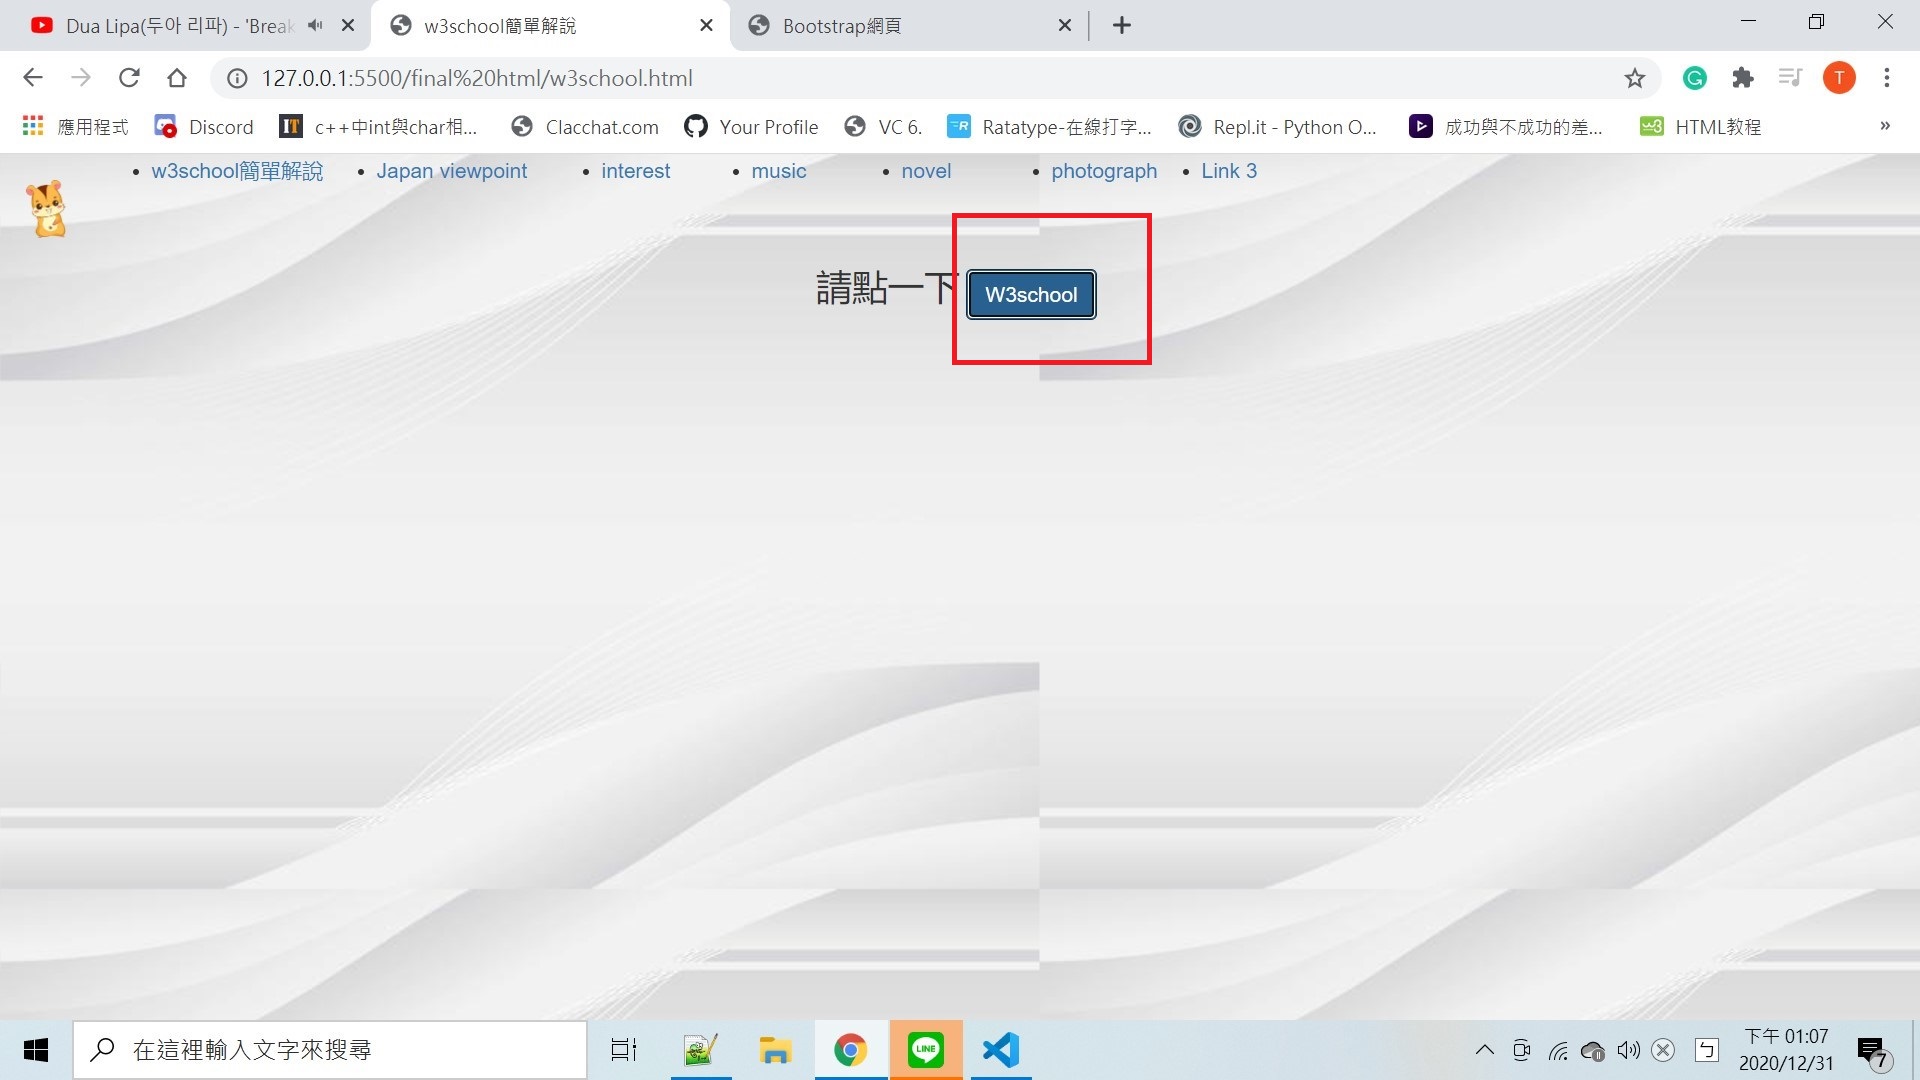 Dua Lipa(두아 리파) - 'Break
w3school簡單解說
Bootstrap網頁
127.0.0.1:5500/final%20html/w3school.html
T
應用程式
Discord
IT
c++中int與char相...
Clacchat.com
Your Profile
VC 6.
Ratatype-在線打字...
Repl.it - Python O...
成功與不成功的差...
HTML教程
»
• w3school簡單解說
• Japan viewpoint
• interest
• music
• novel
• photograph
• Link 3
請點一下 W3school
在這裡輸入文字來搜尋
LINE
ㄅ
下午 01:07
2020/12/31
7